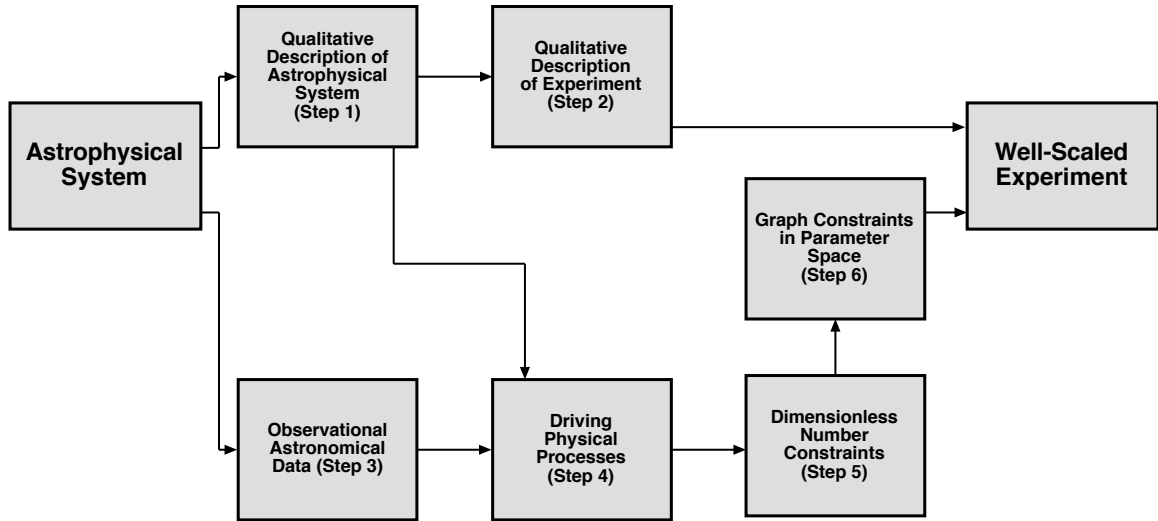 Astrophysical
System
Qualitative
Description of
Astrophysical
System
(Step 1)
Qualitative
Description
of Experiment
(Step 2)
Well-Scaled
Experiment
Graph Constraints
in Parameter
Space
(Step 6)
Observational
Astronomical
Data (Step 3)
Driving
Physical
Processes
(Step 4)
Dimensionless
Number
Constraints
(Step 5)